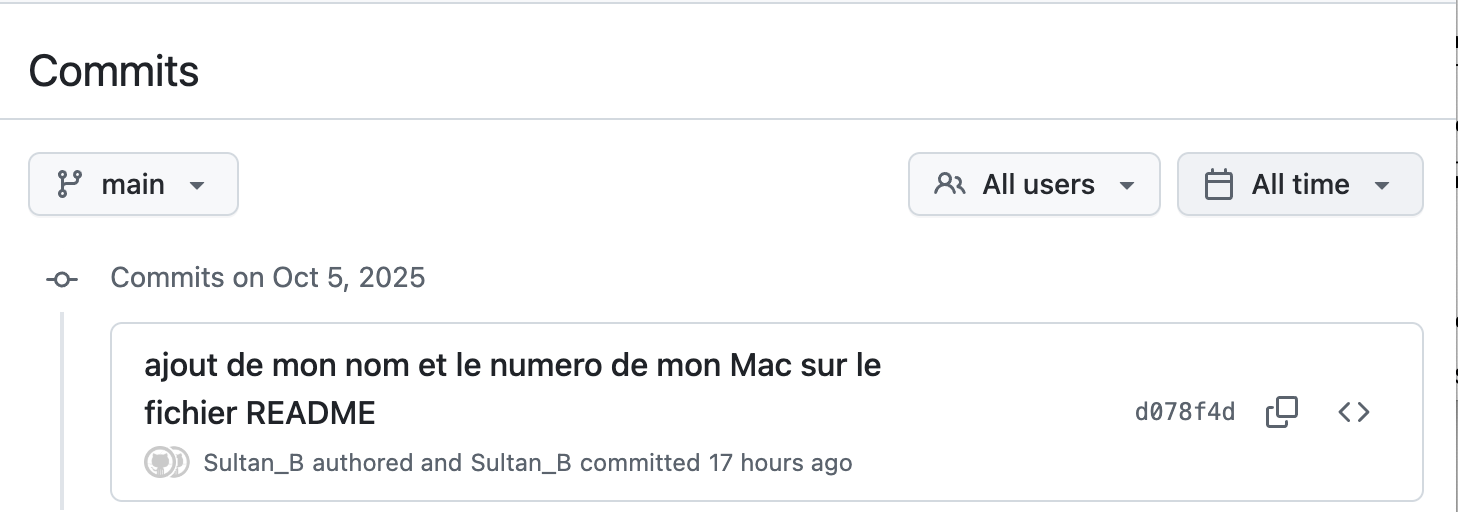 Commits
main
All users
All time
Commits on Oct 5, 2025
ajout de mon nom et le numero de mon Mac sur le
fichier README
d078f4d
Sultan_B authored and Sultan_B committed 17 hours ago